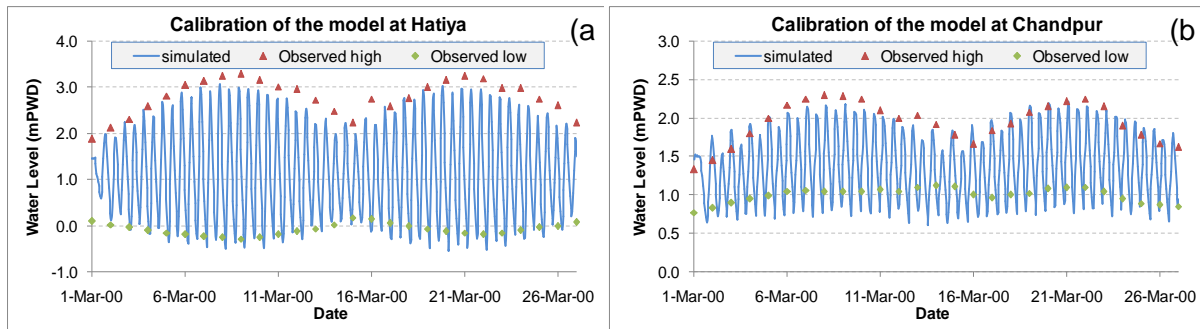 Calibration of the model at Hatiya
(a
simulated Observed high Observed low
Water Level (mPWD)
4.0
3.0
2.0
1.0
0.0
-1.0
1-Mar-00 6-Mar-00 11-Mar-00 16-Mar-00 21-Mar-00 26-Mar-00
Date
Calibration of the model at Chandpur
(b
simulated Observed high Observed low
Water Level (mPWD)
3.0
2.5
2.0
1.5
1.0
0.5
0.0
1-Mar-00 6-Mar-00 11-Mar-00 16-Mar-00 21-Mar-00 26-Mar-00
Date